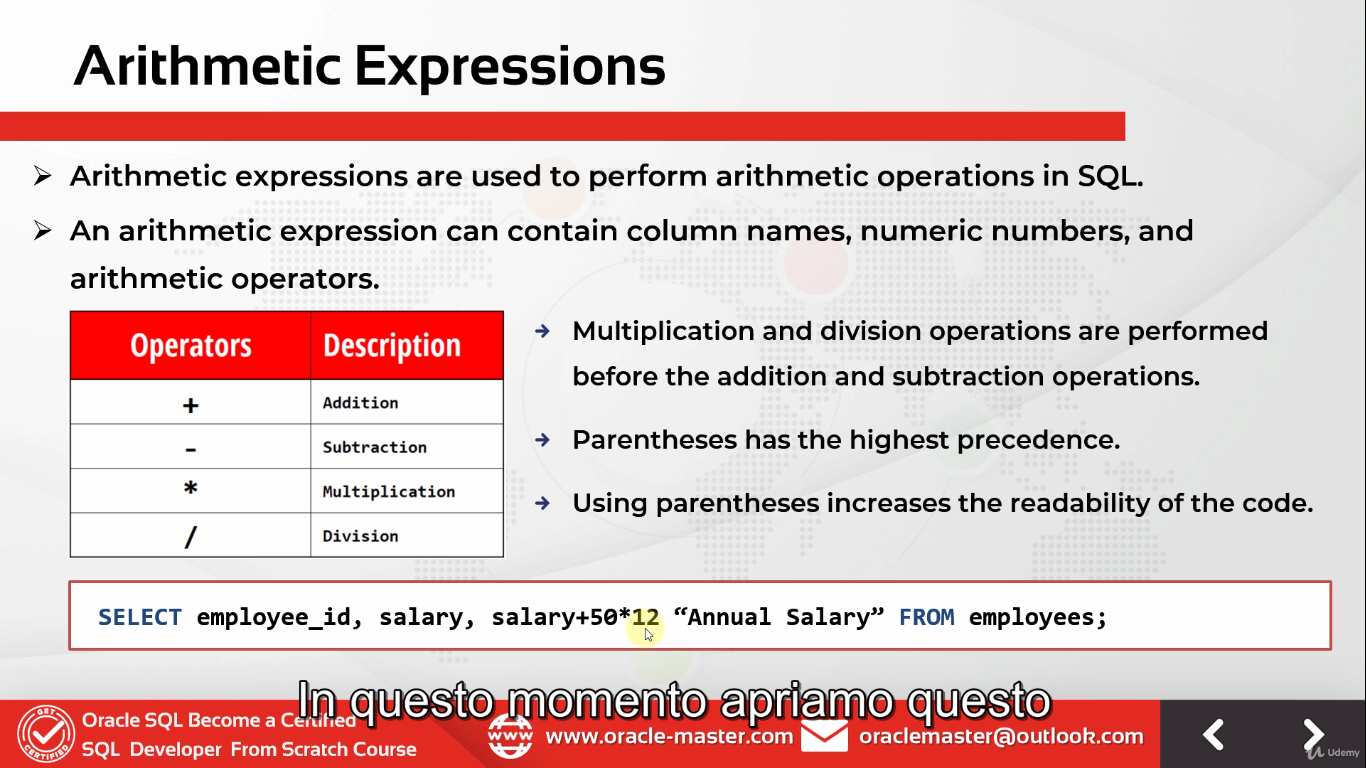 Arithmetic Expressions
Arithmetic expressions are used to perform arithmetic operations in SQL.
An arithmetic expression can contain column names, numeric numbers, and
arithmetic operators.
Operators Description
+ Addition
- Subtraction
* Multiplication
/ Division
Multiplication and division operations are performed
before the addition and subtraction operations.
Parentheses has the highest precedence.
Using parentheses increases the readability of the code.
SELECT employee_id, salary, salary+50*12 “Annual Salary” FROM employees;
In questo momento apriamo questo
GET CERTIFIED
Oracle SQL Become a Certified
SQL Developer From Scratch Course
www
www.oracle-master.com
oraclemaster@outlook.com
Udemy